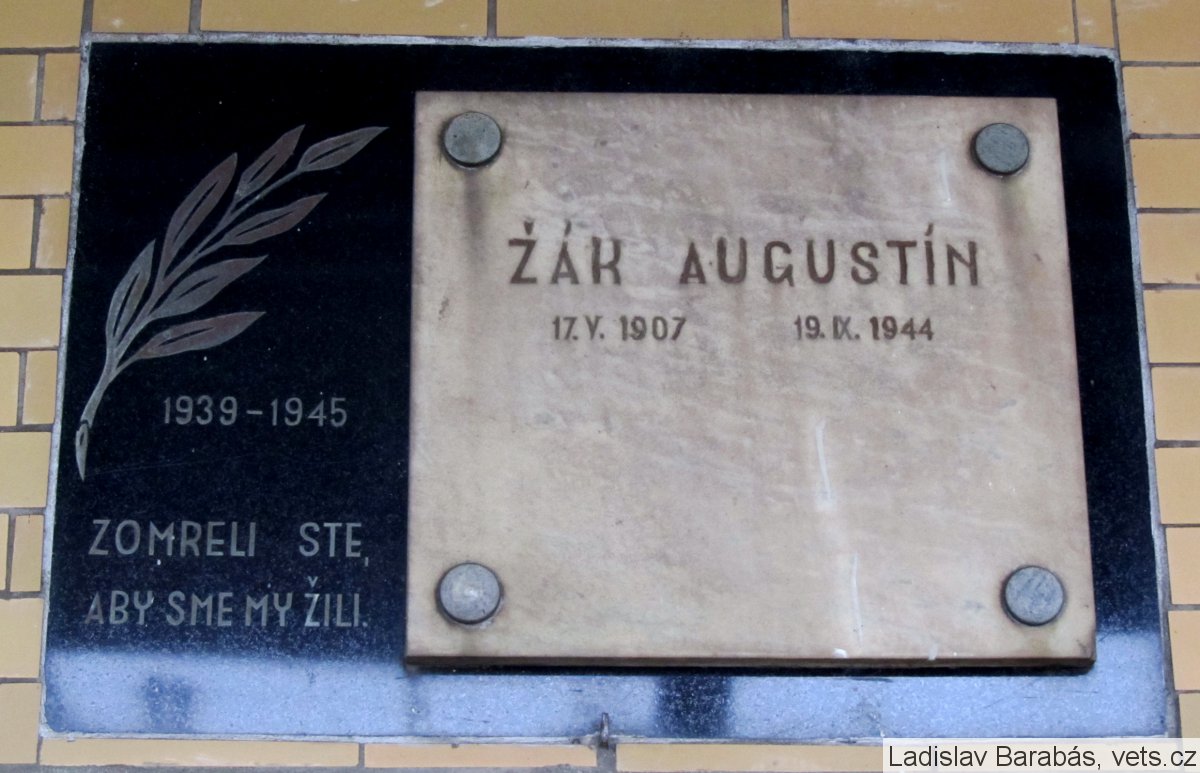 1939-1945
ZOMRELI STE,
ABY SME MY ŽILI.
ŽÁK AUGUSTÍN
17. V. 1907 19. IX. 1944
Ladislav Barabás, vets.cz